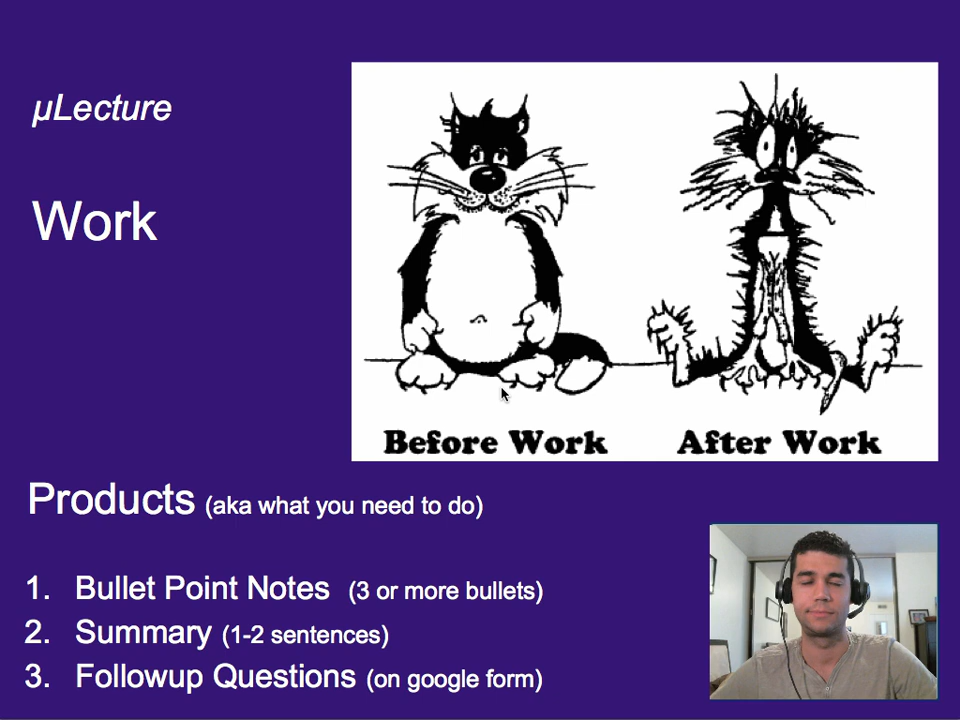 µLecture
Work
Before Work
After Work
Products (aka what you need to do)
1. Bullet Point Notes (3 or more bullets)
2. Summary (1-2 sentences)
3. Followup Questions (on google form)